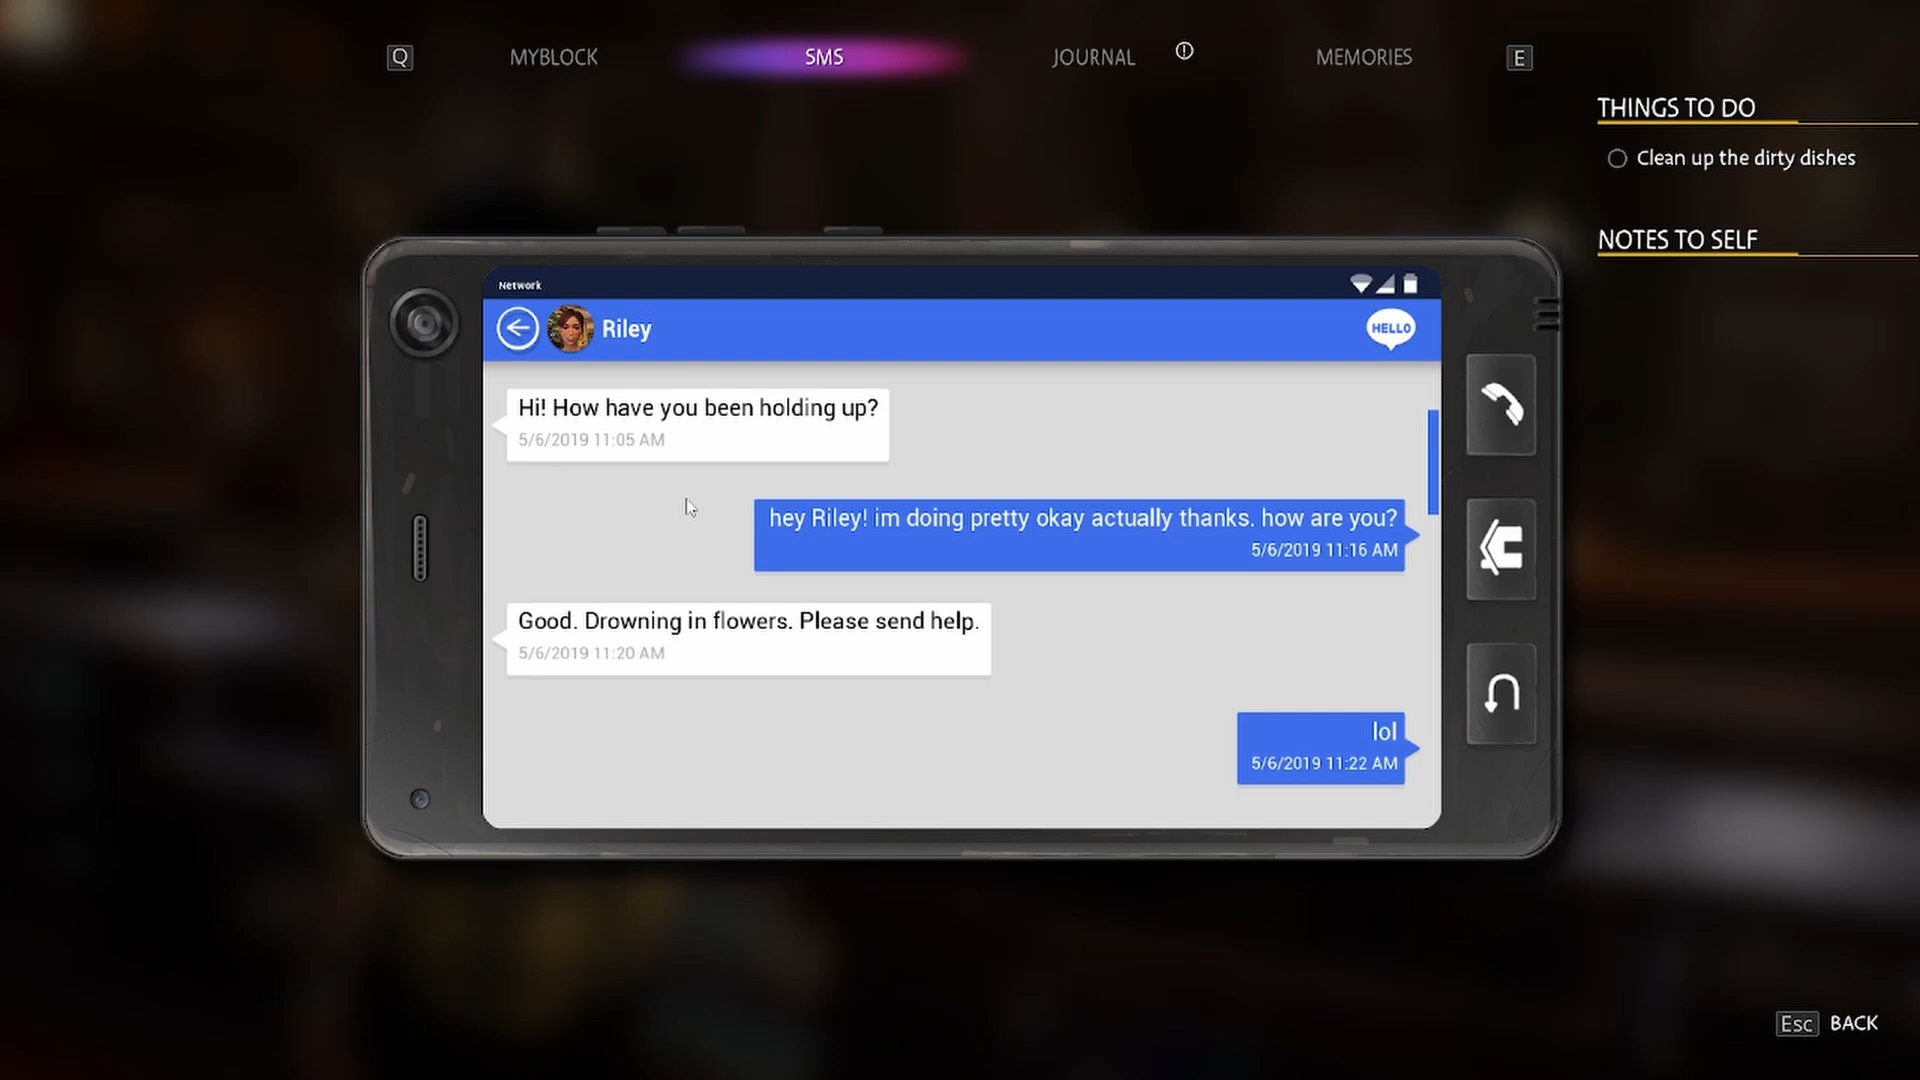 Q
MYBLOCK
SMS
JOURNAL
MEMORIES
E
THINGS TO DO
Clean up the dirty dishes
NOTES TO SELF
Network
Riley
HELLO
Hi! How have you been holding up?
5/6/2019 11:05 AM
hey Riley! im doing pretty okay actually thanks. how are you?
5/6/2019 11:16 AM
Good. Drowning in flowers. Please send help.
5/6/2019 11:20 AM
lol
5/6/2019 11:22 AM
Esc BACK